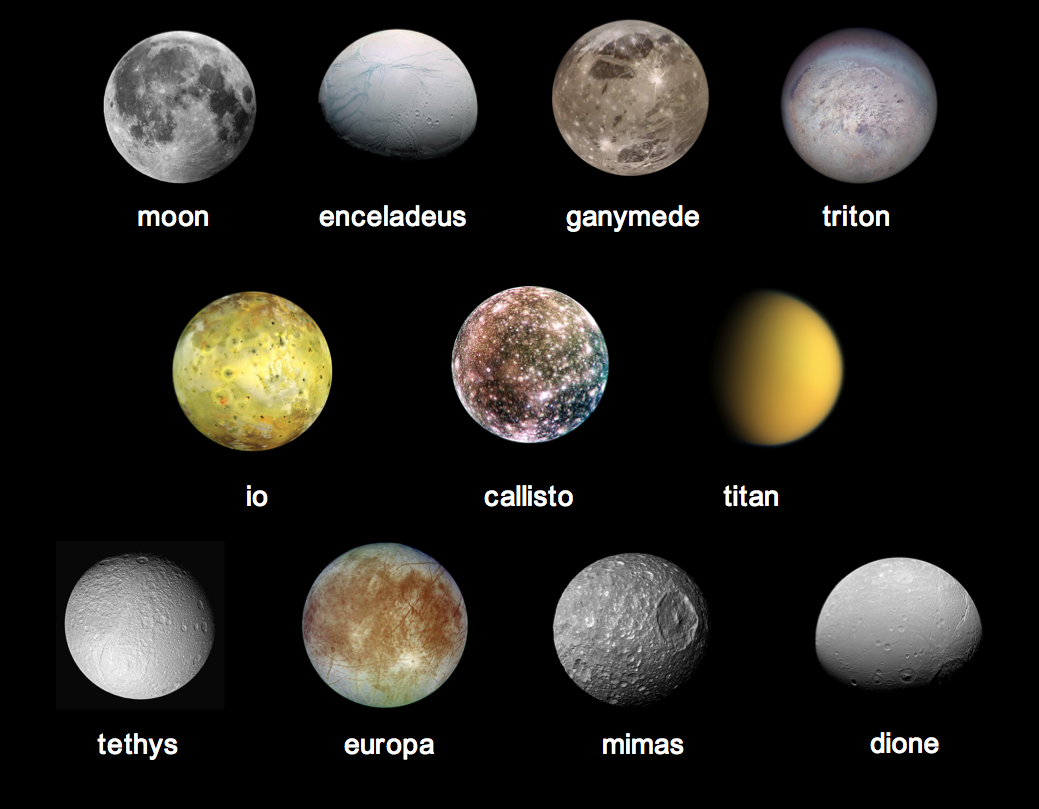 moon enceladeus ganymede triton
io callisto titan
tethys europa mimas dione